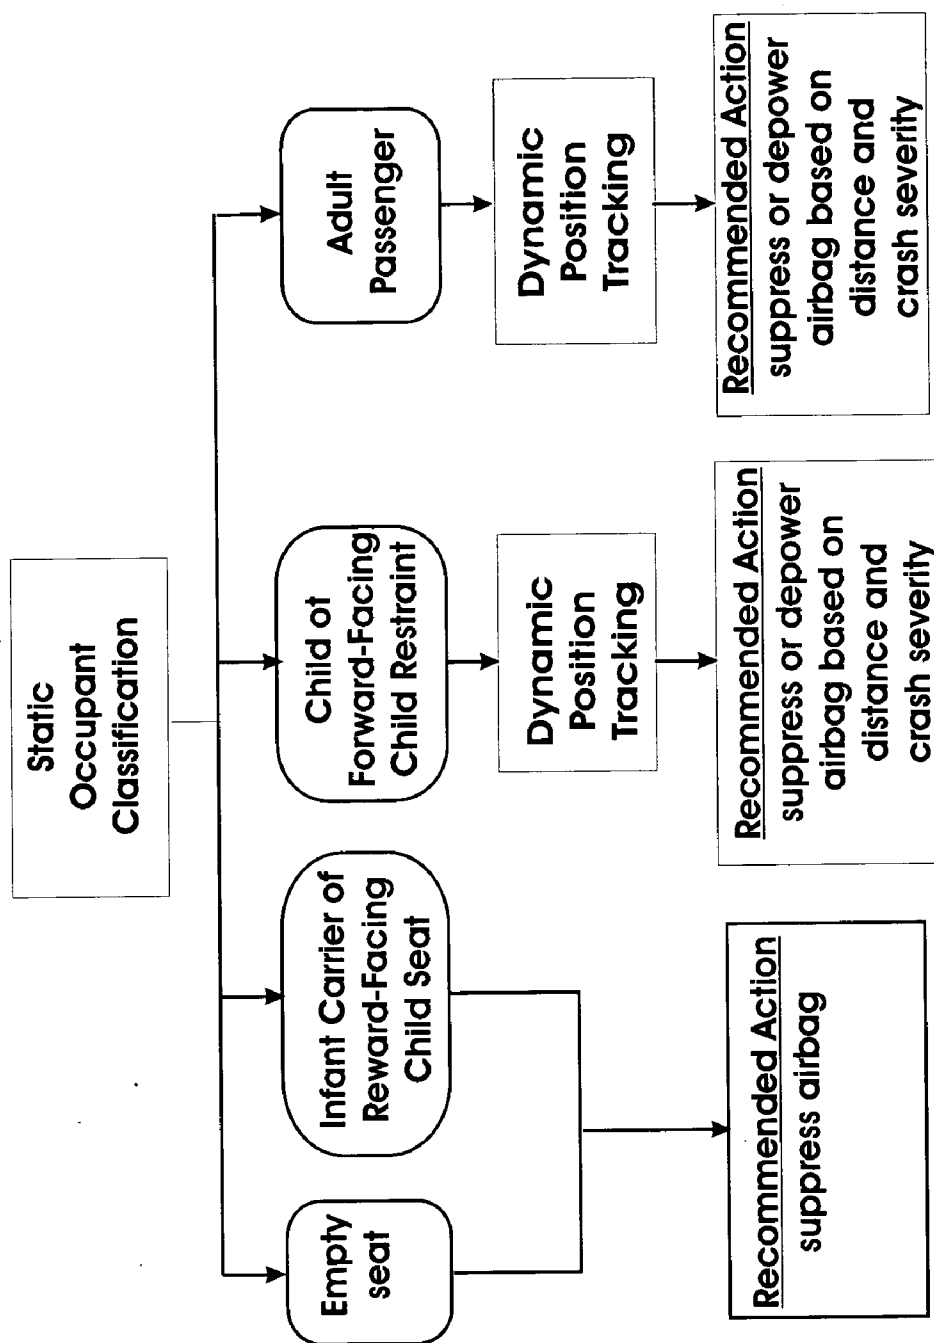 Static
Occupant
Classification
Empty
seat
Infant Carrier of
Reward-Facing
Child Seat
Child ot
Forward-Facing
Child Restraint
Adult
Passenger
Dynamic
Position
Tracking
Dynamic
Position
Tracking
Recommended Action
suppress airbag
Recommended Action
suppress or depower
airbag based on
distance and
crash severity
Recommended Action
suppress or depower
airbag based on
distance and
crash severity